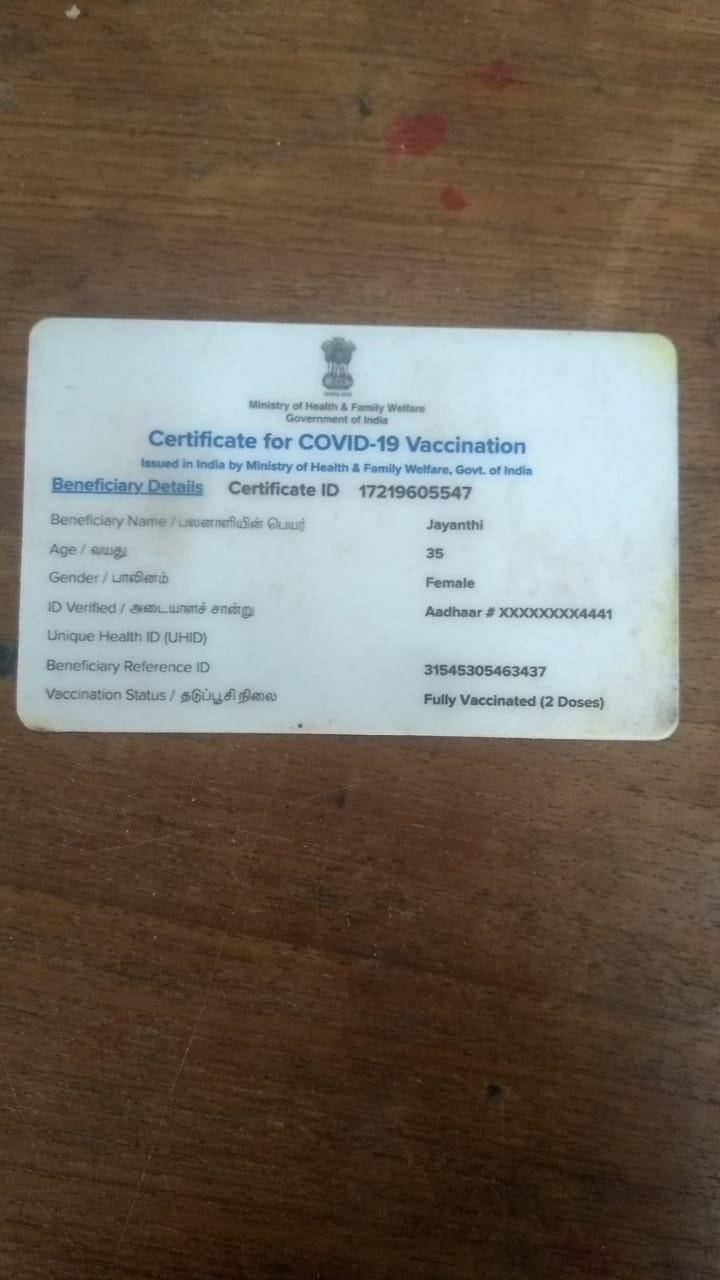 Ministry of Health & Family Welfare
Government of India
Certificate for COVID-19 Vaccination
Issued in India by Ministry of Health & Family Welfare, Govt. of India
Beneficiary Details Certificate ID 17219605547
Beneficiary Name / பலனாளியின் பெயர் Jayanthi
Age / வயது 35
Gender / பாலினம் Female
ID Verified / அடையாளச் சான்று Aadhaar # XXXXXXXX4441
Unique Health ID (UHID)
Beneficiary Reference ID 31545305463437
Vaccination Status / தடுப்பூசி நிலை Fully Vaccinated (2 Doses)